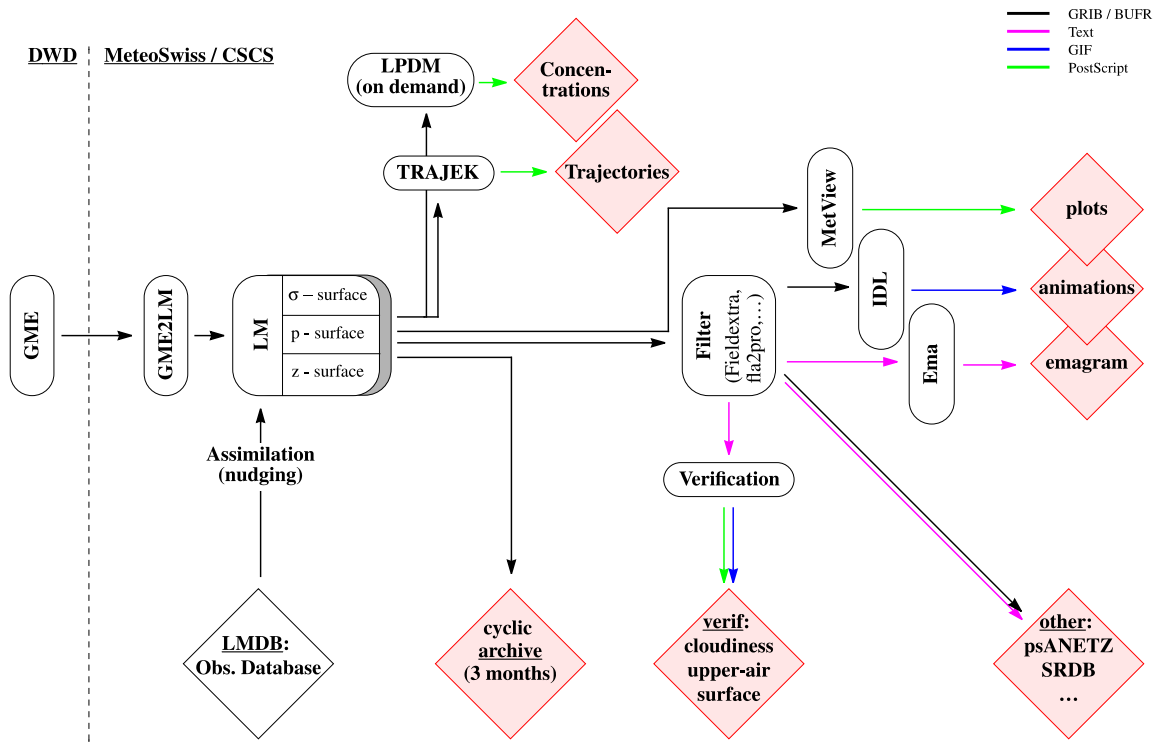 GRIB / BUFR
Text
GIF
PostScript
DWD
MeteoSwiss / CSCS
LPDM
(on demand)
Concen-
trations
TRAJEK
Trajectories
MetView
plots
GME
GME2LM
LM
σ – surface
p - surface
z - surface
Filter
(Fieldextra,
fla2pro,…)
IDL
animations
Ema
emagram
Assimilation
(nudging)
Verification
LMDB:
Obs. Database
cyclic
archive
(3 months)
verif:
cloudiness
upper-air
surface
other:
psANETZ
SRDB
…